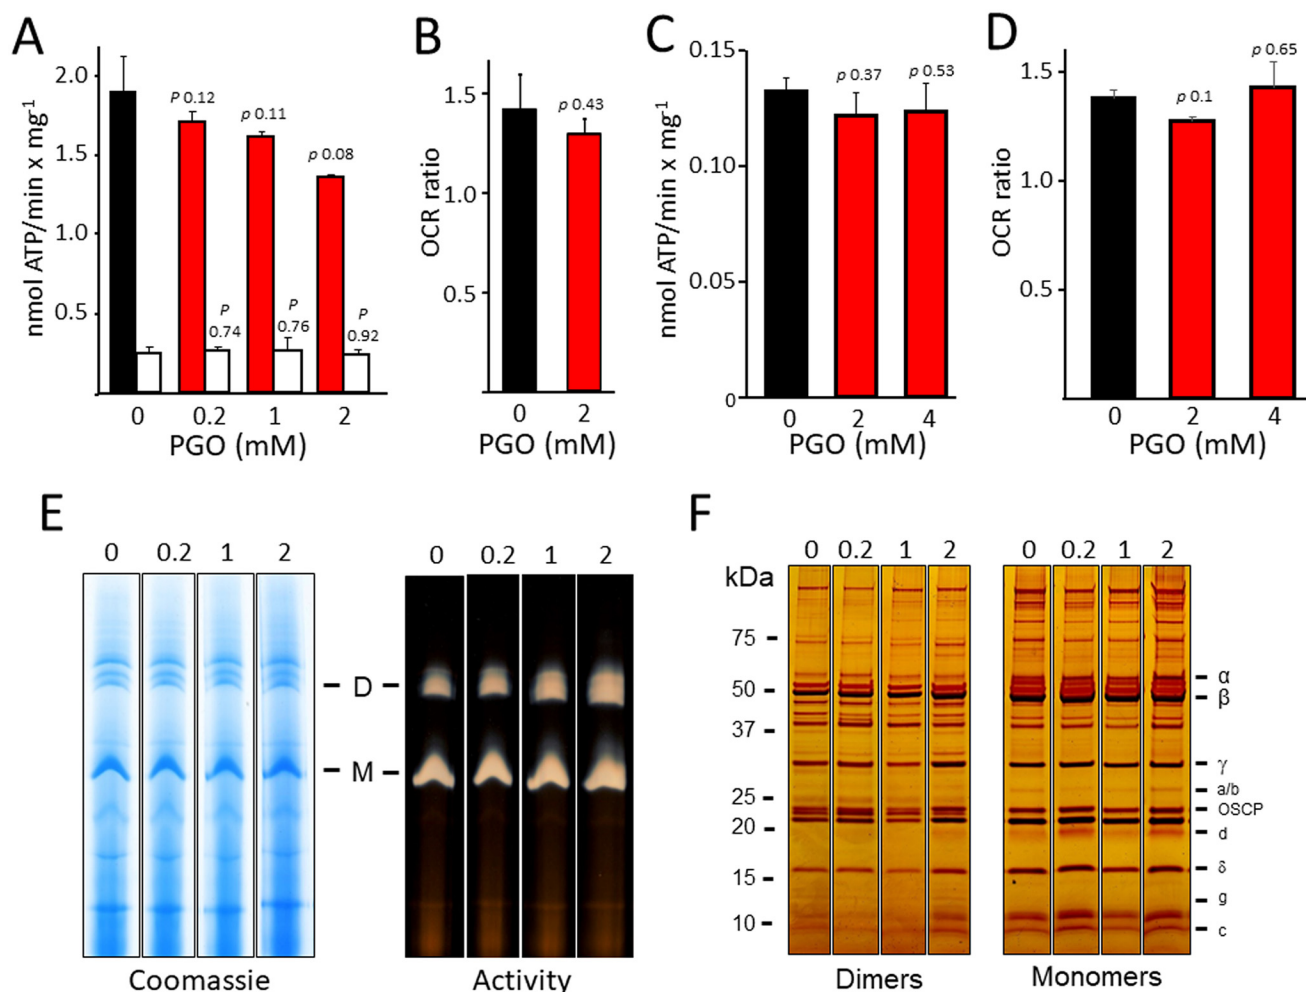 A
nmol ATP/min x mg-1
2.0
1.5
1.0
0.5
P 0.12
p 0.11
p 0.08
P
0.74
P
0.76
P
0.92
0 0.2 1 2
PGO (mM)
B
OCR ratio
1.5
1.0
0.5
p 0.43
0 2
PGO (mM)
C
nmol ATP/min x mg-1
0.15
0.10
0.05
0
p 0.37
p 0.53
0 2 4
PGO (mM)
D
OCR ratio
1.5
1.0
0.5
p 0.1
p 0.65
0 2 4
PGO (mM)
E
0 0.2 1 2
D
M
Coomassie
0 0.2 1 2
Activity
F
kDa
75
50
37
25
20
15
10
0 0.2 1 2
Dimers
0 0.2 1 2
Monomers
α
β
γ
a/b
OSCP
d
δ
g
c